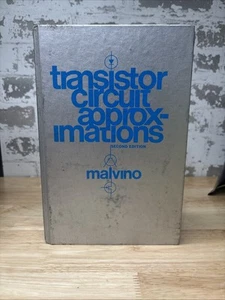 transistor
circuit
approx-
imations
SECOND EDITION
malvino